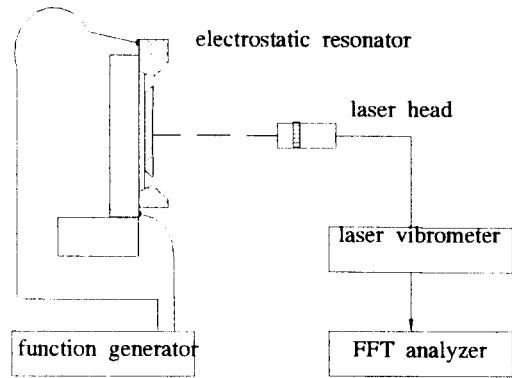 electrostatic resonator
laser head
laser vibrometer
function generator
FFT analyzer